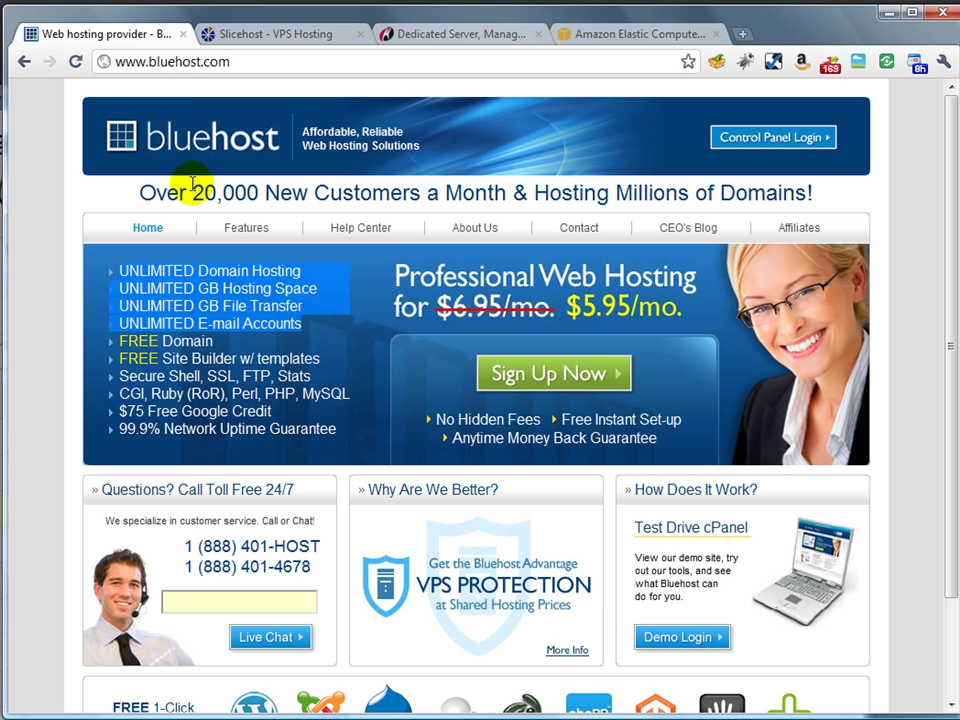 Web hosting provider - B...
Slicehost - VPS Hosting
Dedicated Server, Manag...
Amazon Elastic Compute...
www.bluehost.com
169
8h
bluehost
Affordable, Reliable
Web Hosting Solutions
Control Panel Login
Over 20,000 New Customers a Month & Hosting Millions of Domains!
Home
Features
Help Center
About Us
Contact
CEO's Blog
Affiliates
UNLIMITED Domain Hosting
UNLIMITED GB Hosting Space
UNLIMITED GB File Transfer
UNLIMITED E-mail Accounts
FREE Domain
FREE Site Builder w/ templates
Secure Shell, SSL, FTP, Stats
CGI, Ruby (RoR), Perl, PHP, MySQL
$75 Free Google Credit
99.9% Network Uptime Guarantee
Professional Web Hosting
for $6.95/mo. $5.95/mo.
Sign Up Now
No Hidden Fees
Free Instant Set-up
Anytime Money Back Guarantee
» Questions? Call Toll Free 24/7
We specialize in customer service. Call or Chat!
1 (888) 401-HOST
1 (888) 401-4678
Live Chat
» Why Are We Better?
Get the Bluehost Advantage
VPS PROTECTION
at Shared Hosting Prices
More Info
» How Does It Work?
Test Drive cPanel
View our demo site, try
out our tools, and see
what Bluehost can
do for you.
Demo Login
FREE 1-Click